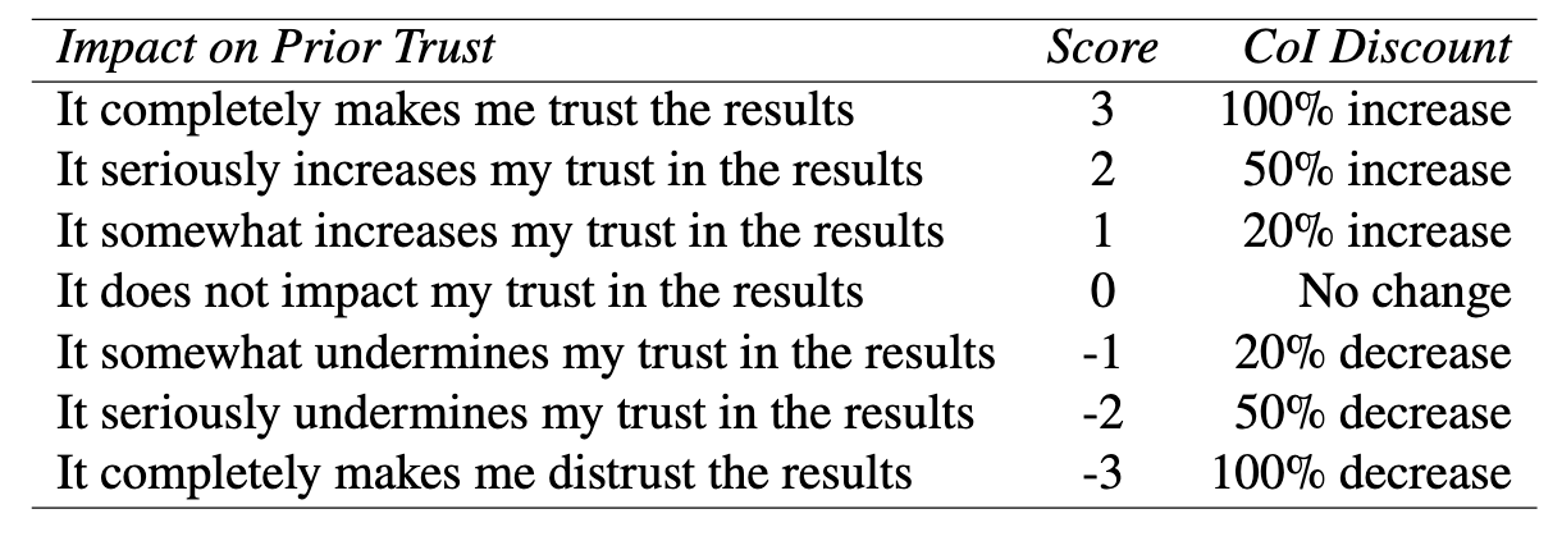 Impact on Prior Trust Score CoI Discount
It completely makes me trust the results 3 100% increase
It seriously increases my trust in the results 2 50% increase
It somewhat increases my trust in the results 1 20% increase
It does not impact my trust in the results 0 No change
It somewhat undermines my trust in the results -1 20% decrease
It seriously undermines my trust in the results -2 50% decrease
It completely makes me distrust the results -3 100% decrease